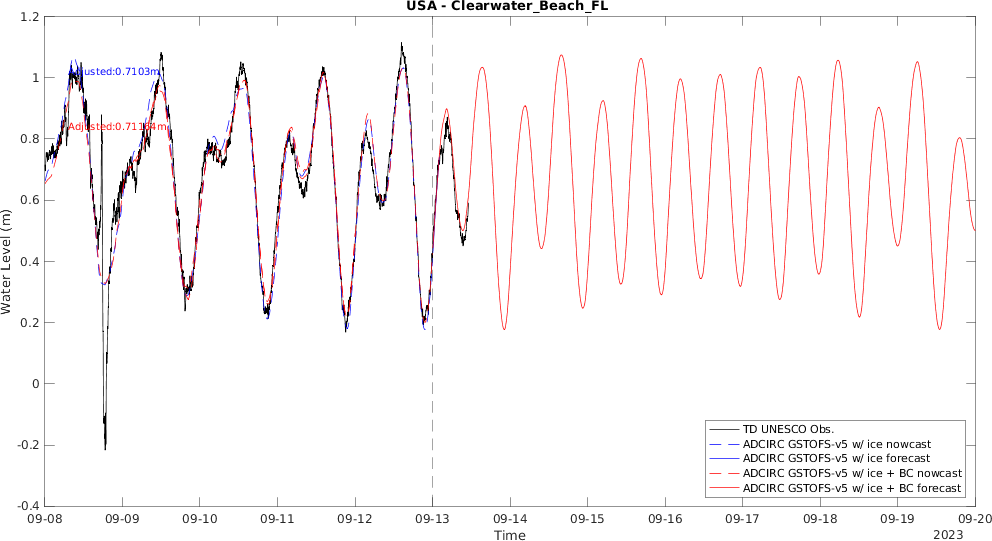 USA - Clearwater_Beach_FL
1.2
1
0.8
0.6
0.4
0.2
0
-0.2
-0.4
Water Level (m)
usted:0.7103m
Adjusted:0.71
TD UNESCO Obs.
ADCIRC GSTOFS-v5 w/ ice nowcast
ADCIRC GSTOFS-v5 w/ ice forecast
ADCIRC GSTOFS-v5 w/ ice + BC nowcast
ADCIRC GSTOFS-v5 w/ ice + BC forecast
09-08 09-09 09-10 09-11 09-12 09-13 09-14 09-15 09-16 09-17 09-18 09-19 09-20
Time
2023